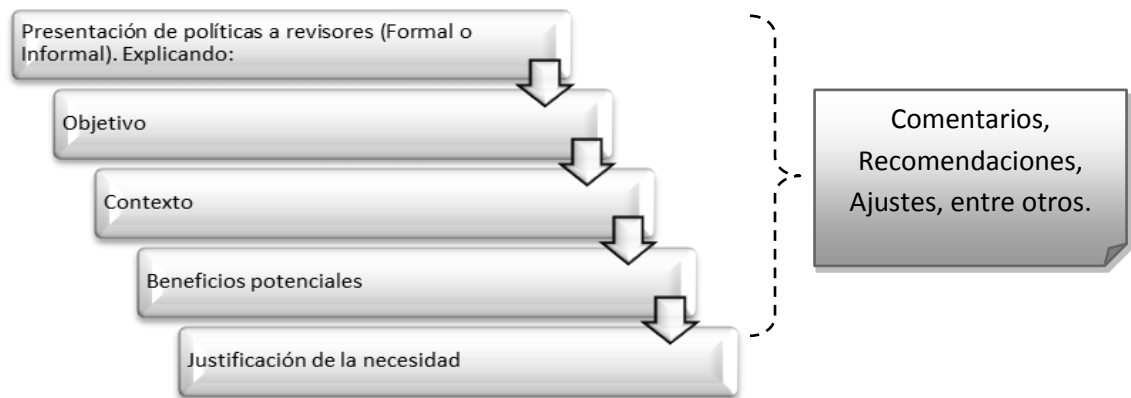 Presentación de políticas a revisores (Formal o
Informal). Explicando:
Objetivo
Contexto
Beneficios potenciales
Justificación de la necesidad
Comentarios,
Recomendaciones,
Ajustes, entre otros.